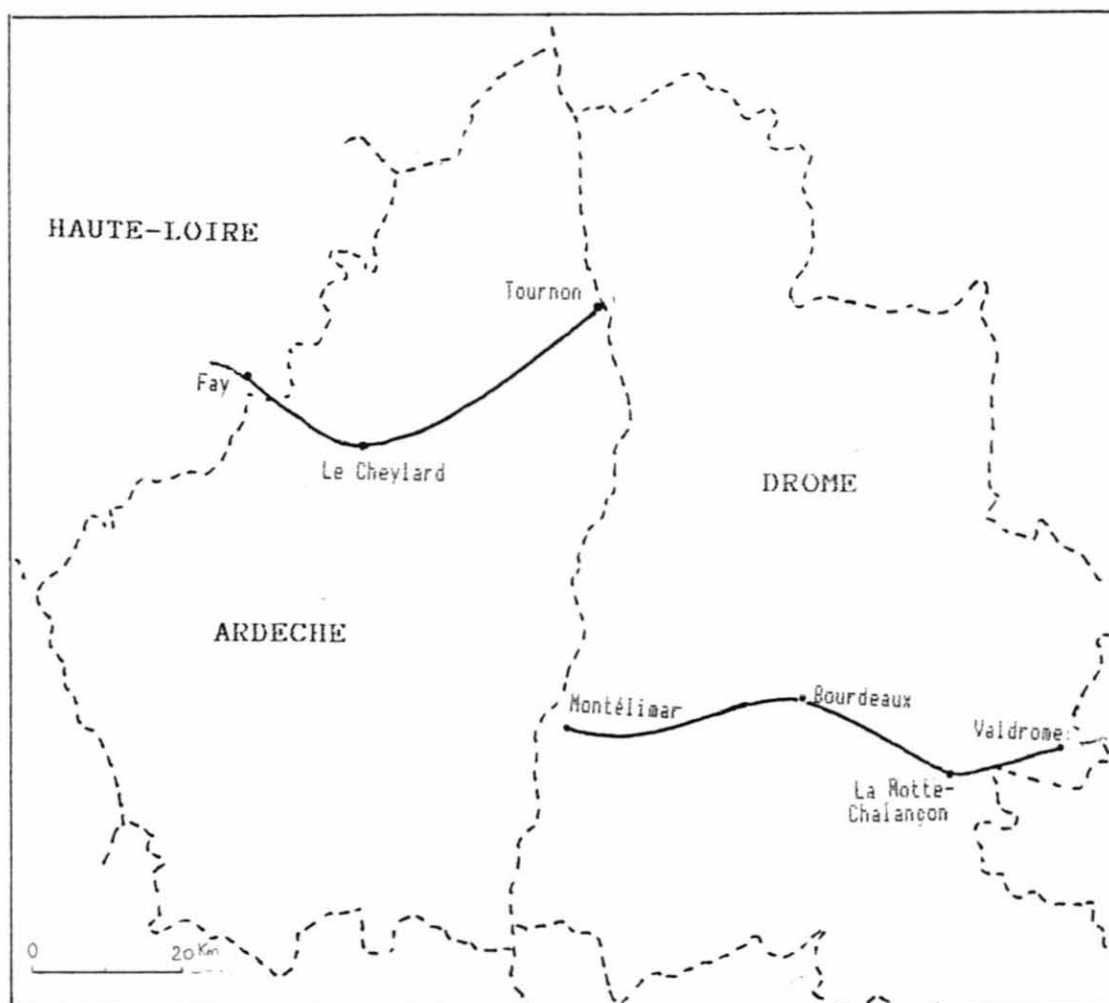 HAUTE-LOIRE
Tournon
Fay
Le Cheylard
DROME
ARDECHE
Montélimar
Bourdeaux
Valdrome
La Motte-
Chalançon
0 20 Km